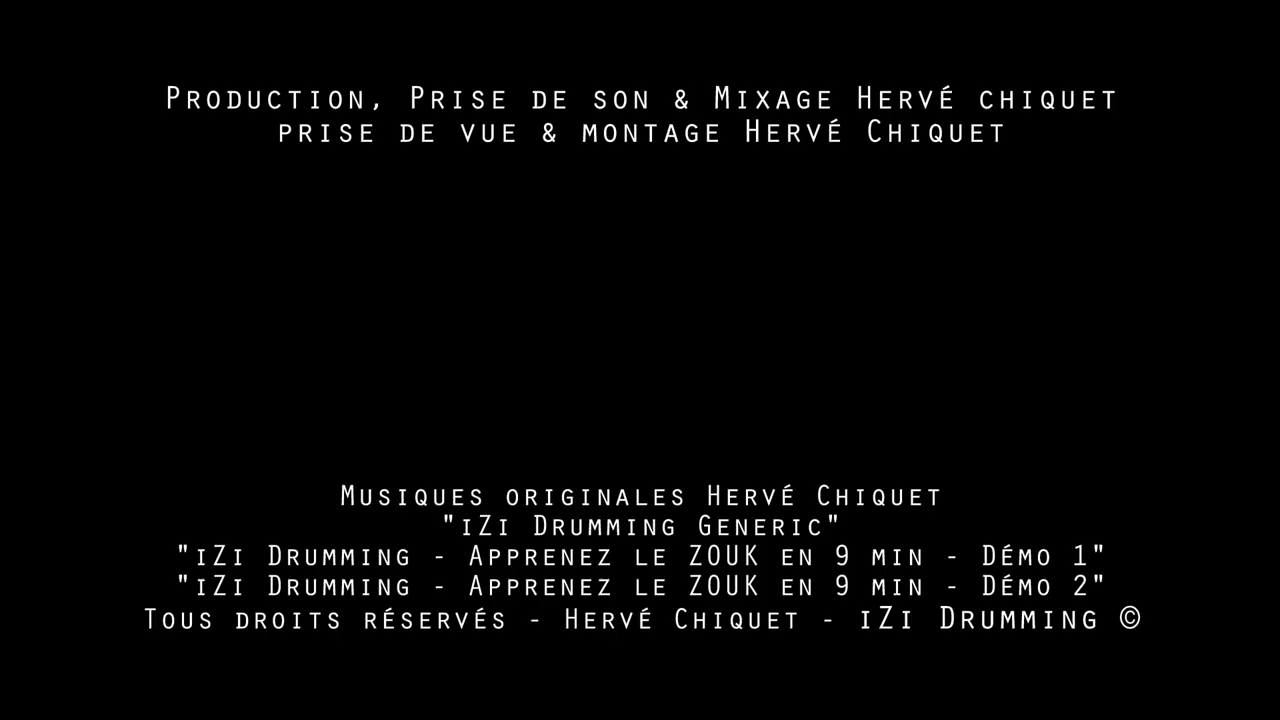 Production, Prise de son & Mixage Hervé chiquet
prise de vue & montage Hervé Chiquet
Musiques originales Hervé Chiquet
"iZi Drumming Generic"
"iZi Drumming - Apprenez le ZOUK en 9 min - Démo 1"
"iZi Drumming - Apprenez le ZOUK en 9 min - Démo 2"
Tous droits réservés - Hervé Chiquet - iZi Drumming ©